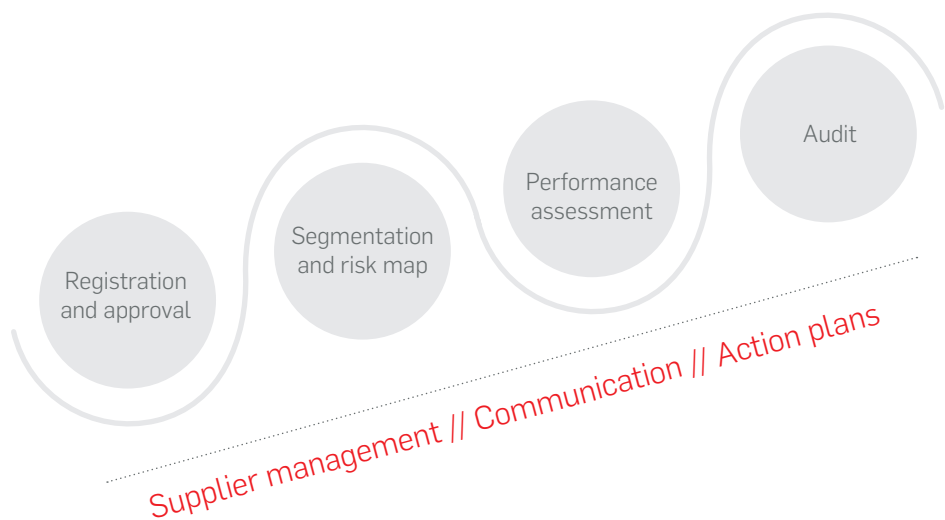 Registration
and approval
Segmentation
and risk map
Performance
assessment
Audit
Supplier management // Communication // Action plans